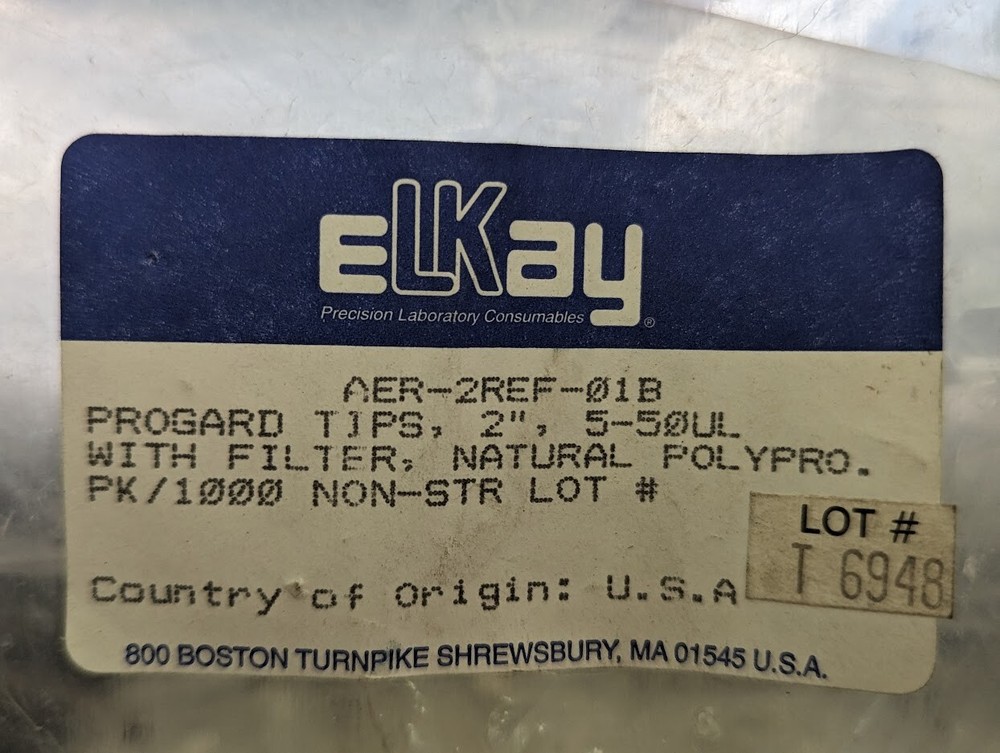 eLKay
Precision Laboratory Consumables ®
AER-2REF-01B
PROGARD TIPS, 2", 5-50UL
WITH FILTER, NATURAL POLYPRO.
PK/1000 NON-STR LOT #
LOT #
T 6948
Country of Origin: U.S.A
800 BOSTON TURNPIKE SHREWSBURY, MA 01545 U.S.A.